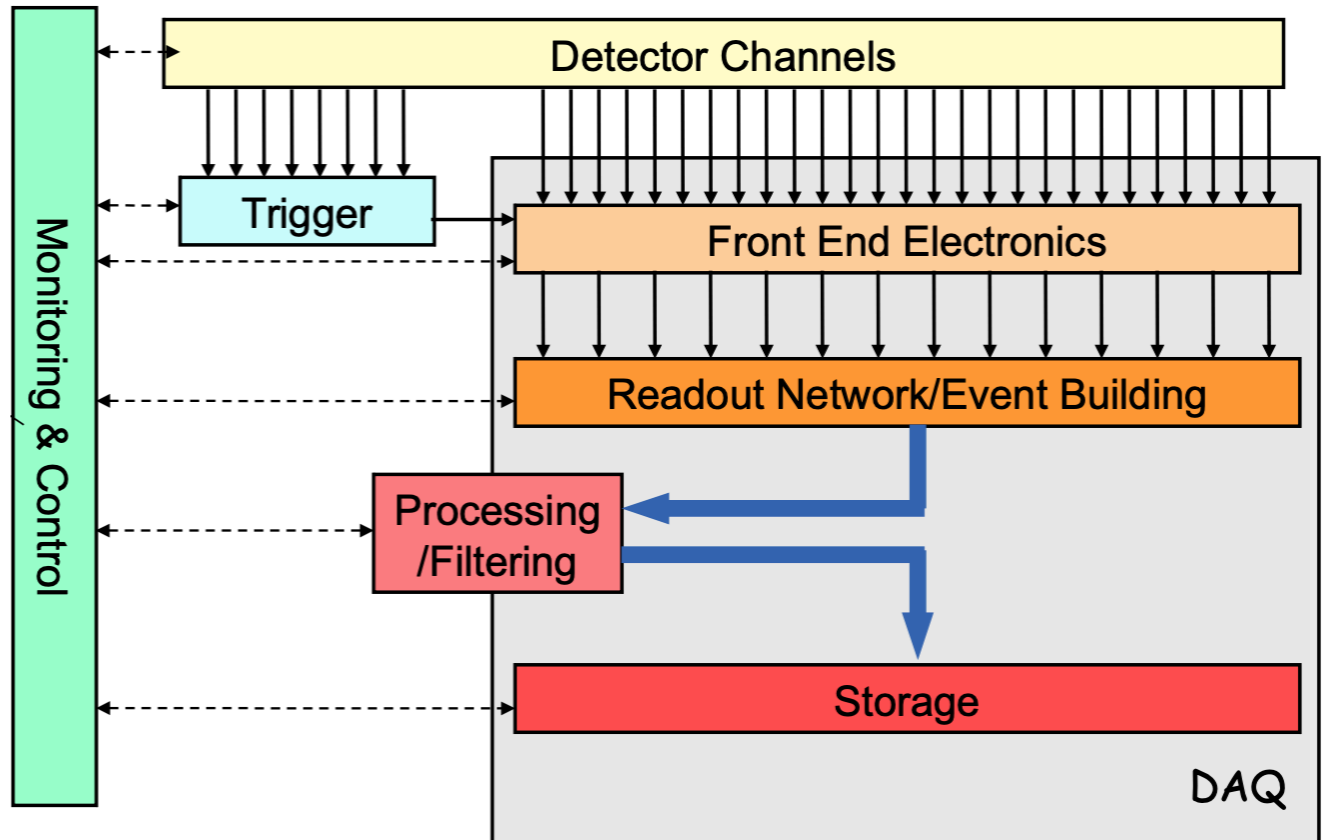 Detector Channels
Trigger
Front End Electronics
Monitoring & Control
Readout Network/Event Building
Processing
/Filtering
Storage
DAQ